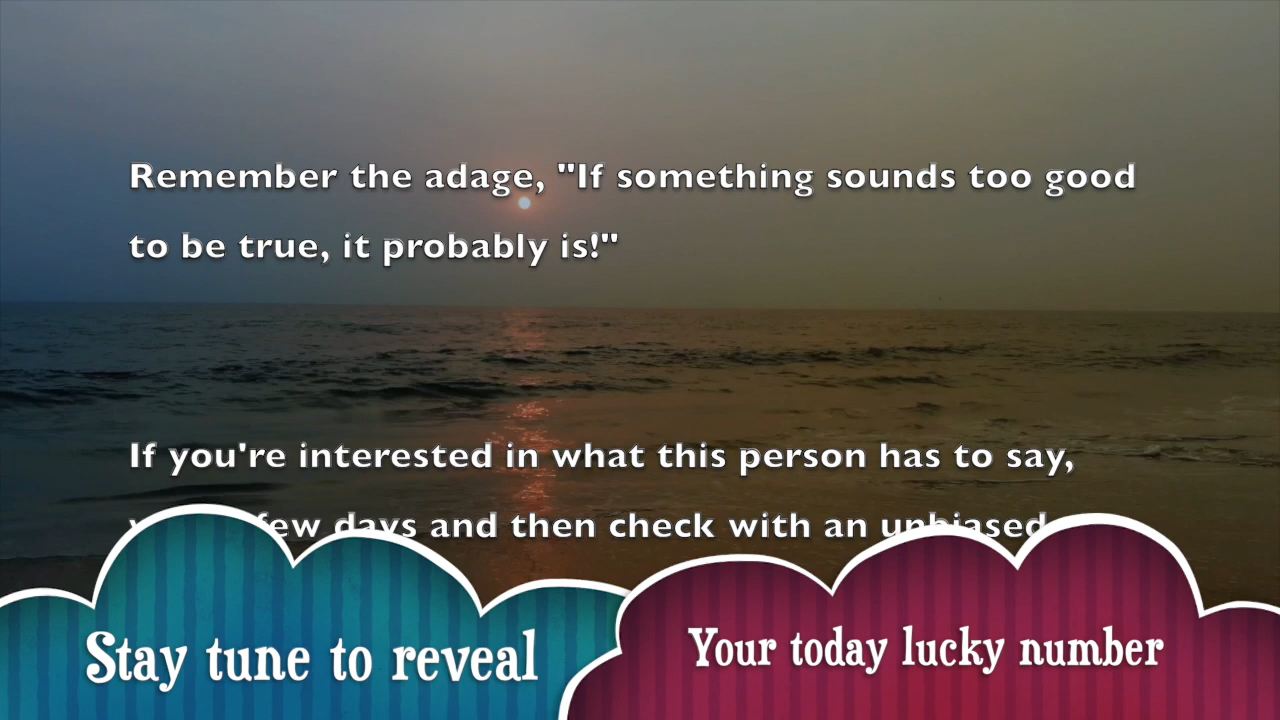 Remember the adage, "If something sounds too good
to be true, it probably is!"
If you're interested in what this person has to say,
few days and then check with an unbiased
Stay tune to reveal
Your today lucky number